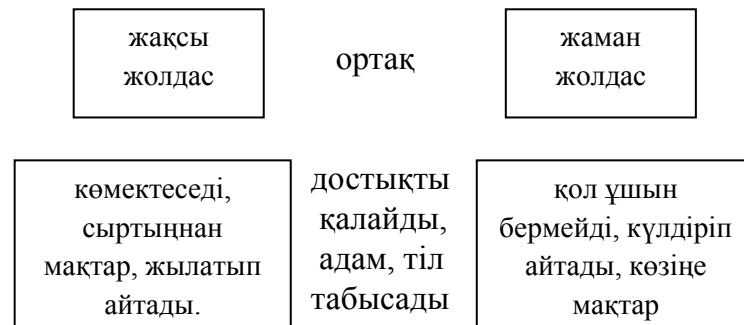 жақсы
жолдас
ортақ
жаман
жолдас
көмектеседі,
сыртыңнан
мақтар, жылатып
айтады.
достықты
қалайды,
адам, тіл
табысады
қол ұшын
бермейді, күлдіріп
айтады, көзіңе
мақтар